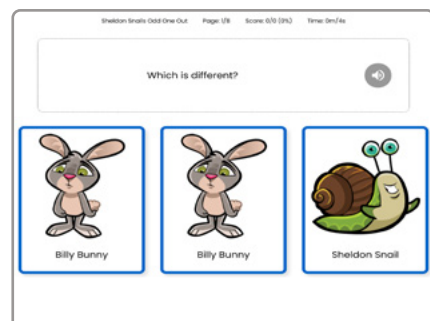 Sheldon Snails Odd One Out Page: 1/8 Score: 0/0 (0%) Time: 0m/4s
Which is different?
Billy Bunny Billy Bunny Sheldon Snail